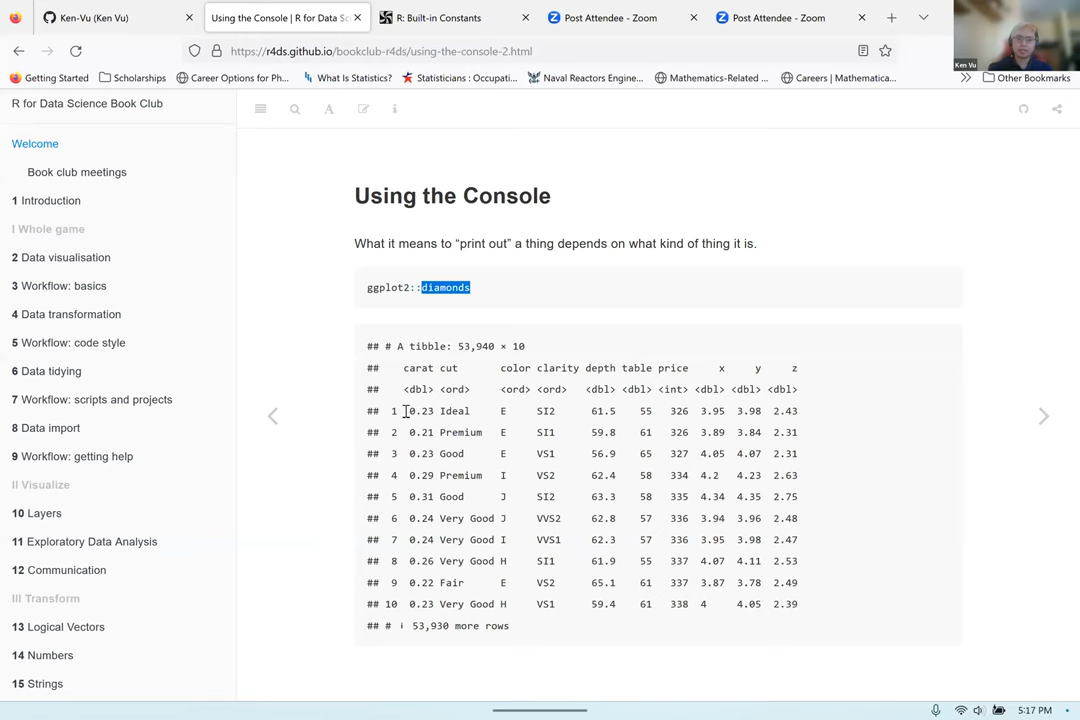 Ken-Vu (Ken Vu)
Using the Console | R for Data Sc
R: Built-in Constants
Post Attendee - Zoom
Post Attendee - Zoom
https://r4ds.github.io/bookclub-r4ds/using-the-console-2.html
Ken Vu
Getting Started
Scholarships
Career Options for Ph...
What Is Statistics?
Statisticians : Occupati...
Naval Reactors Engine...
Mathematics-Related ...
Careers | Mathematica...
Other Bookmarks
R for Data Science Book Club
Welcome
Book club meetings
1 Introduction
I Whole game
2 Data visualisation
3 Workflow: basics
4 Data transformation
5 Workflow: code style
6 Data tidying
7 Workflow: scripts and projects
8 Data import
9 Workflow: getting help
II Visualize
10 Layers
11 Exploratory Data Analysis
12 Communication
III Transform
13 Logical Vectors
14 Numbers
15 Strings
Using the Console
What it means to “print out” a thing depends on what kind of thing it is.
ggplot2::diamonds
## # A tibble: 53,940 × 10
## carat cut color clarity depth table price x y z
## <dbl> <ord> <ord> <ord> <dbl> <dbl> <int> <dbl> <dbl> <dbl>
## 1 0.23 Ideal E SI2 61.5 55 326 3.95 3.98 2.43
## 2 0.21 Premium E SI1 59.8 61 326 3.89 3.84 2.31
## 3 0.23 Good E VS1 56.9 65 327 4.05 4.07 2.31
## 4 0.29 Premium I VS2 62.4 58 334 4.2 4.23 2.63
## 5 0.31 Good J SI2 63.3 58 335 4.34 4.35 2.75
## 6 0.24 Very Good J VVS2 62.8 57 336 3.94 3.96 2.48
## 7 0.24 Very Good I VVS1 62.3 57 336 3.95 3.98 2.47
## 8 0.26 Very Good H SI1 61.9 55 337 4.07 4.11 2.53
## 9 0.22 Fair E VS2 65.1 61 337 3.87 3.78 2.49
## 10 0.23 Very Good H VS1 59.4 61 338 4 4.05 2.39
## # ℹ 53,930 more rows
5:17 PM